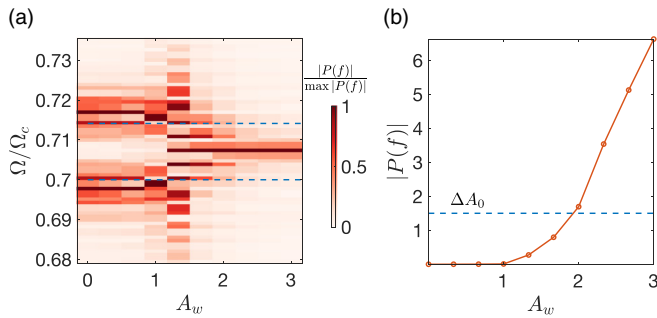 (a)
(b)
0.73
0.72
0.71
0.7
0.69
0.68
Ω/Ω_c
0 1 2 3
A_w
|P(f)|
max |P(f)|
1
0.5
0
6
5
4
3
2
1
0
|P(f)|
ΔA_0
0 1 2 3
A_w